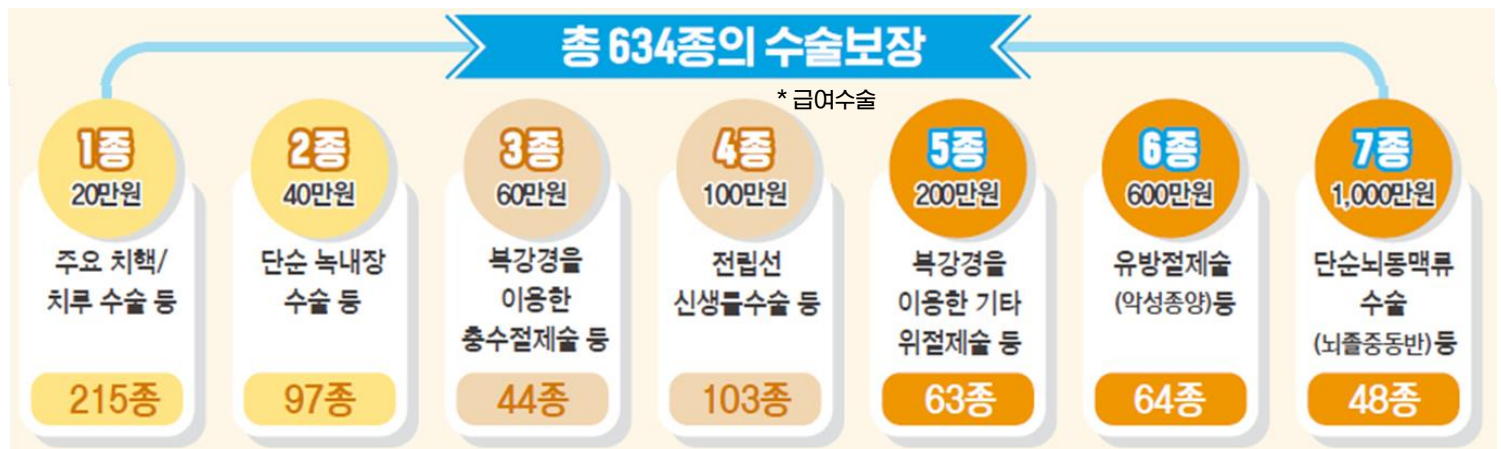 총 634종의 수술보장
* 급여수술
1종
20만원
주요 치핵/
치루 수술 등
215종
2종
40만원
단순 녹내장
수술 등
97종
3종
60만원
복강경을
이용한
충수절제술 등
44종
4종
100만원
전립선
신생물수술 등
103종
5종
200만원
복강경을
이용한 기타
위절제술 등
63종
6종
600만원
유방절제술
(악성종양)등
64종
7종
1,000만원
단순뇌동맥류
수술
(뇌졸중동반)등
48종